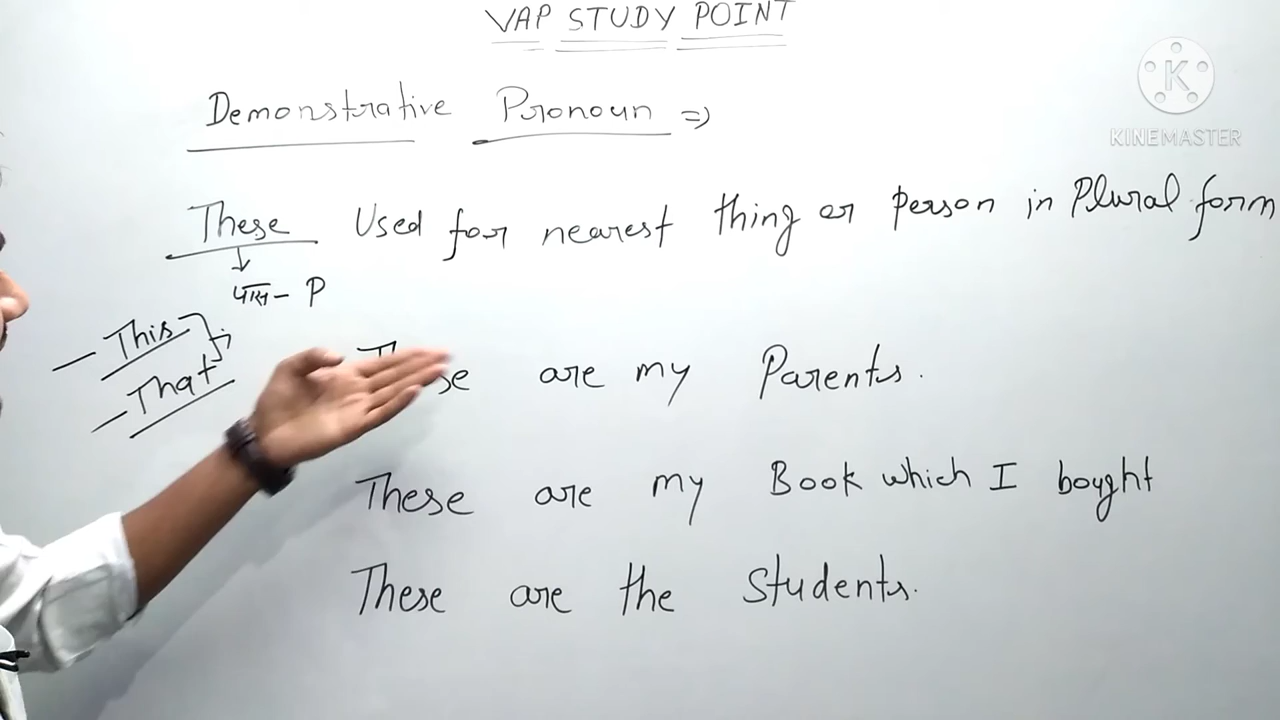 VAP STUDY POINT
Demonstrative Pronoun =>
K
KINEMASTER
These Used for nearest thing or person in Plural form
पास - P
This
That
are my Parents.
These are my Book which I bought
These are the Students.